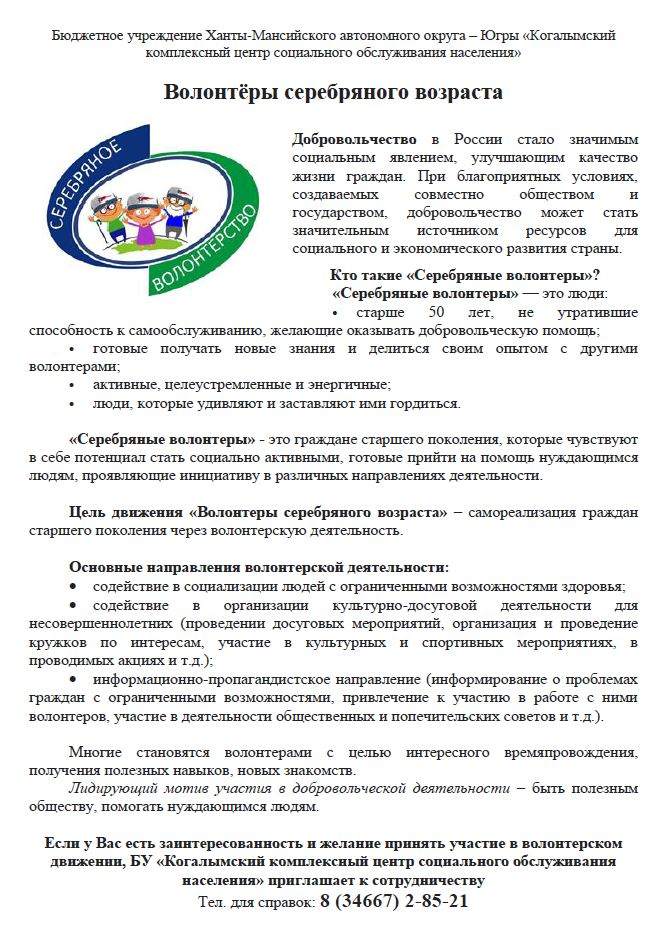 Бюджетное учреждение Ханты-Мансийского автономного округа – Югры «Когалымский
комплексный центр социального обслуживания населения»
Волонтёры серебряного возраста
СЕРЕБРЯНОЕ
ВОЛОНТЕРСТВО
Добровольчество в России стало значимым
социальным явлением, улучшающим качество
жизни граждан. При благоприятных условиях,
создаваемых совместно обществом и
государством, добровольчество может стать
значительным источником ресурсов для
социального и экономического развития страны.
Кто такие «Серебряные волонтеры»?
«Серебряные волонтеры» — это люди:
• старше 50 лет, не утратившие
способность к самообслуживанию, желающие оказывать добровольческую помощь;
• готовые получать новые знания и делиться своим опытом с другими
волонтерами;
• активные, целеустремленные и энергичные;
• люди, которые удивляют и заставляют ими гордиться.
«Серебряные волонтеры» - это граждане старшего поколения, которые чувствуют
в себе потенциал стать социально активными, готовые прийти на помощь нуждающимся
людям, проявляющие инициативу в различных направлениях деятельности.
Цель движения «Волонтеры серебряного возраста» – самореализация граждан
старшего поколения через волонтерскую деятельность.
Основные направления волонтерской деятельности:
• содействие в социализации людей с ограниченными возможностями здоровья;
• содействие в организации культурно-досуговой деятельности для
несовершеннолетних (проведении досуговых мероприятий, организация и проведение
кружков по интересам, участие в культурных и спортивных мероприятиях, в
проводимых акциях и т.д.);
• информационно-пропагандистское направление (информирование о проблемах
граждан с ограниченными возможностями, привлечение к участию в работе с ними
волонтеров, участие в деятельности общественных и попечительских советов и т.д.).
Многие становятся волонтерами с целью интересного времяпровождения,
получения полезных навыков, новых знакомств.
Лидирующий мотив участия в добровольческой деятельности – быть полезным
обществу, помогать нуждающимся людям.
Если у Вас есть заинтересованность и желание принять участие в волонтерском
движении, БУ «Когалымский комплексный центр социального обслуживания
населения» приглашает к сотрудничеству
Тел. для справок: 8 (34667) 2-85-21